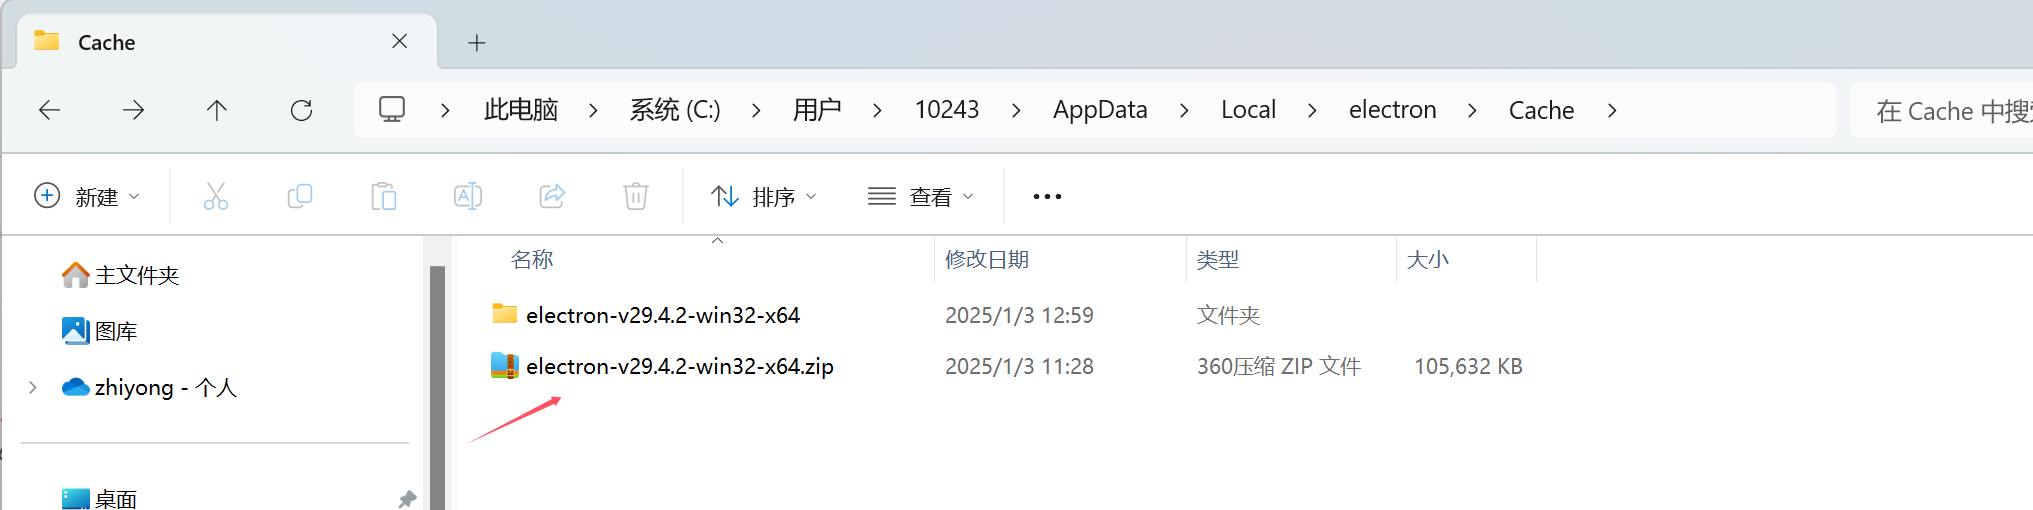 Cache
此电脑 系统 (C:) 用户 10243 AppData Local electron Cache
在 Cache 中搜索
新建 排序 查看
名称 修改日期 类型 大小
主文件夹
electron-v29.4.2-win32-x64 2025/1/3 12:59 文件夹
图库
electron-v29.4.2-win32-x64.zip 2025/1/3 11:28 360压缩 ZIP 文件 105,632 KB
zhiyong - 个人
桌面